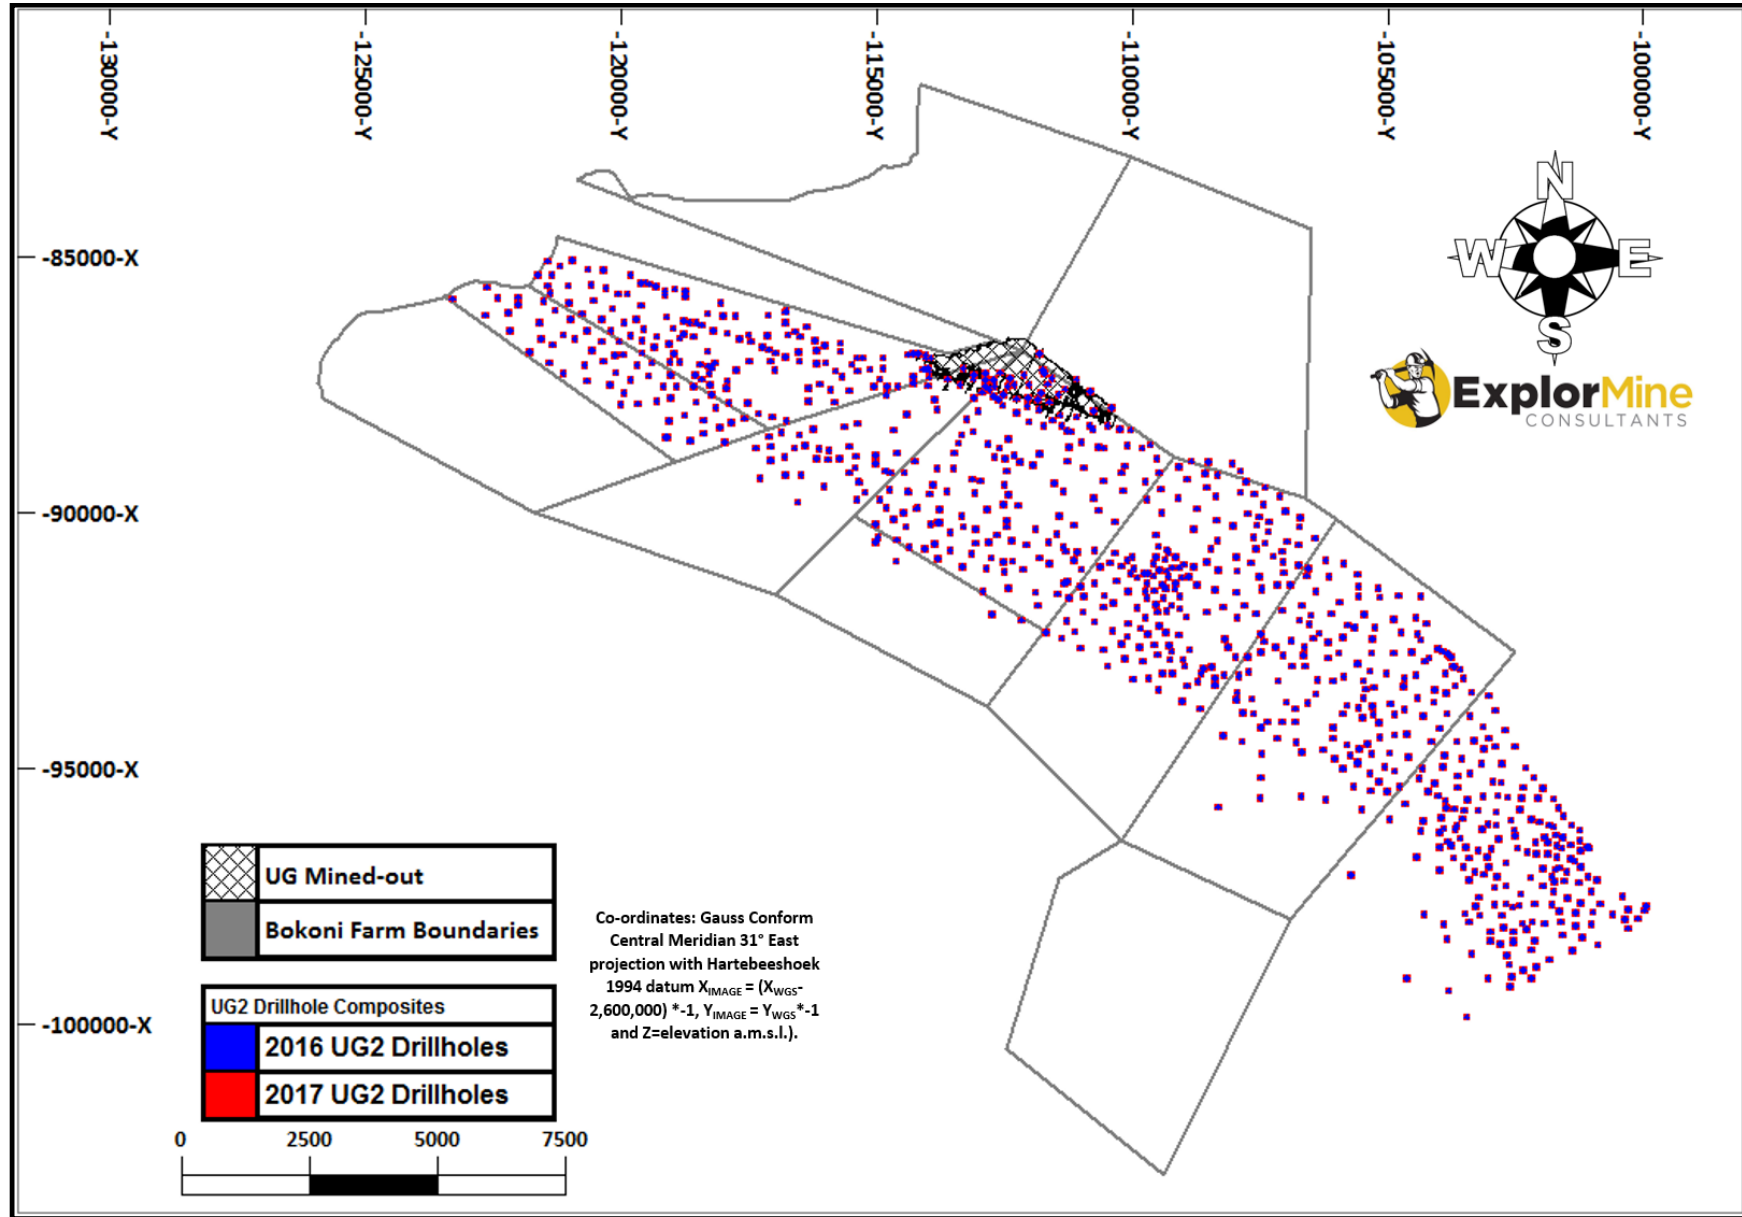 -130000-Y
-125000-Y
-120000-Y
-115000-Y
-110000-Y
-105000-Y
-100000-Y
N
W
E
S
-85000-X
ExplorMine
CONSULTANTS
-90000-X
-95000-X
UG Mined-out
Bokoni Farm Boundaries
Co-ordinates: Gauss Conform
Central Meridian 31° East
projection with Hartebeeshoek
1994 datum XIMAGE = (XWGS-
2,600,000) *-1, YIMAGE = YWGS*-1
and Z=elevation a.m.s.l.).
UG2 Drillhole Composites
-100000-X
2016 UG2 Drillholes
2017 UG2 Drillholes
0 2500 5000 7500